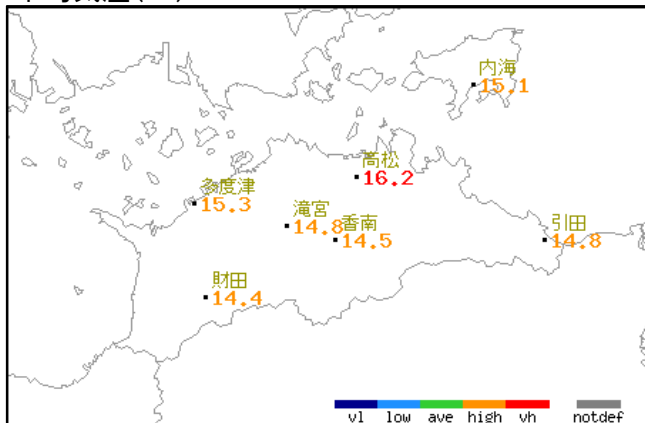 内海
15.1
高松
16.2
多度津
15.3
滝宮
14.8
香南
14.5
引田
14.8
財田
14.4
vl low ave high vh notdef